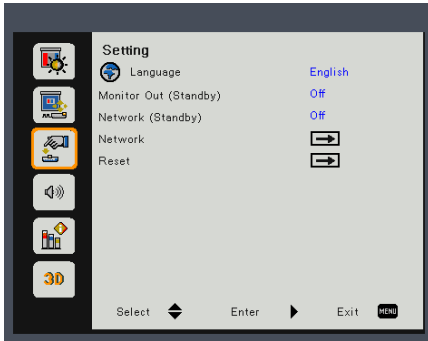 Setting
Language English
Monitor Out (Standby) Off
Network (Standby) Off
Network
Reset
3D
Select Enter Exit MENU